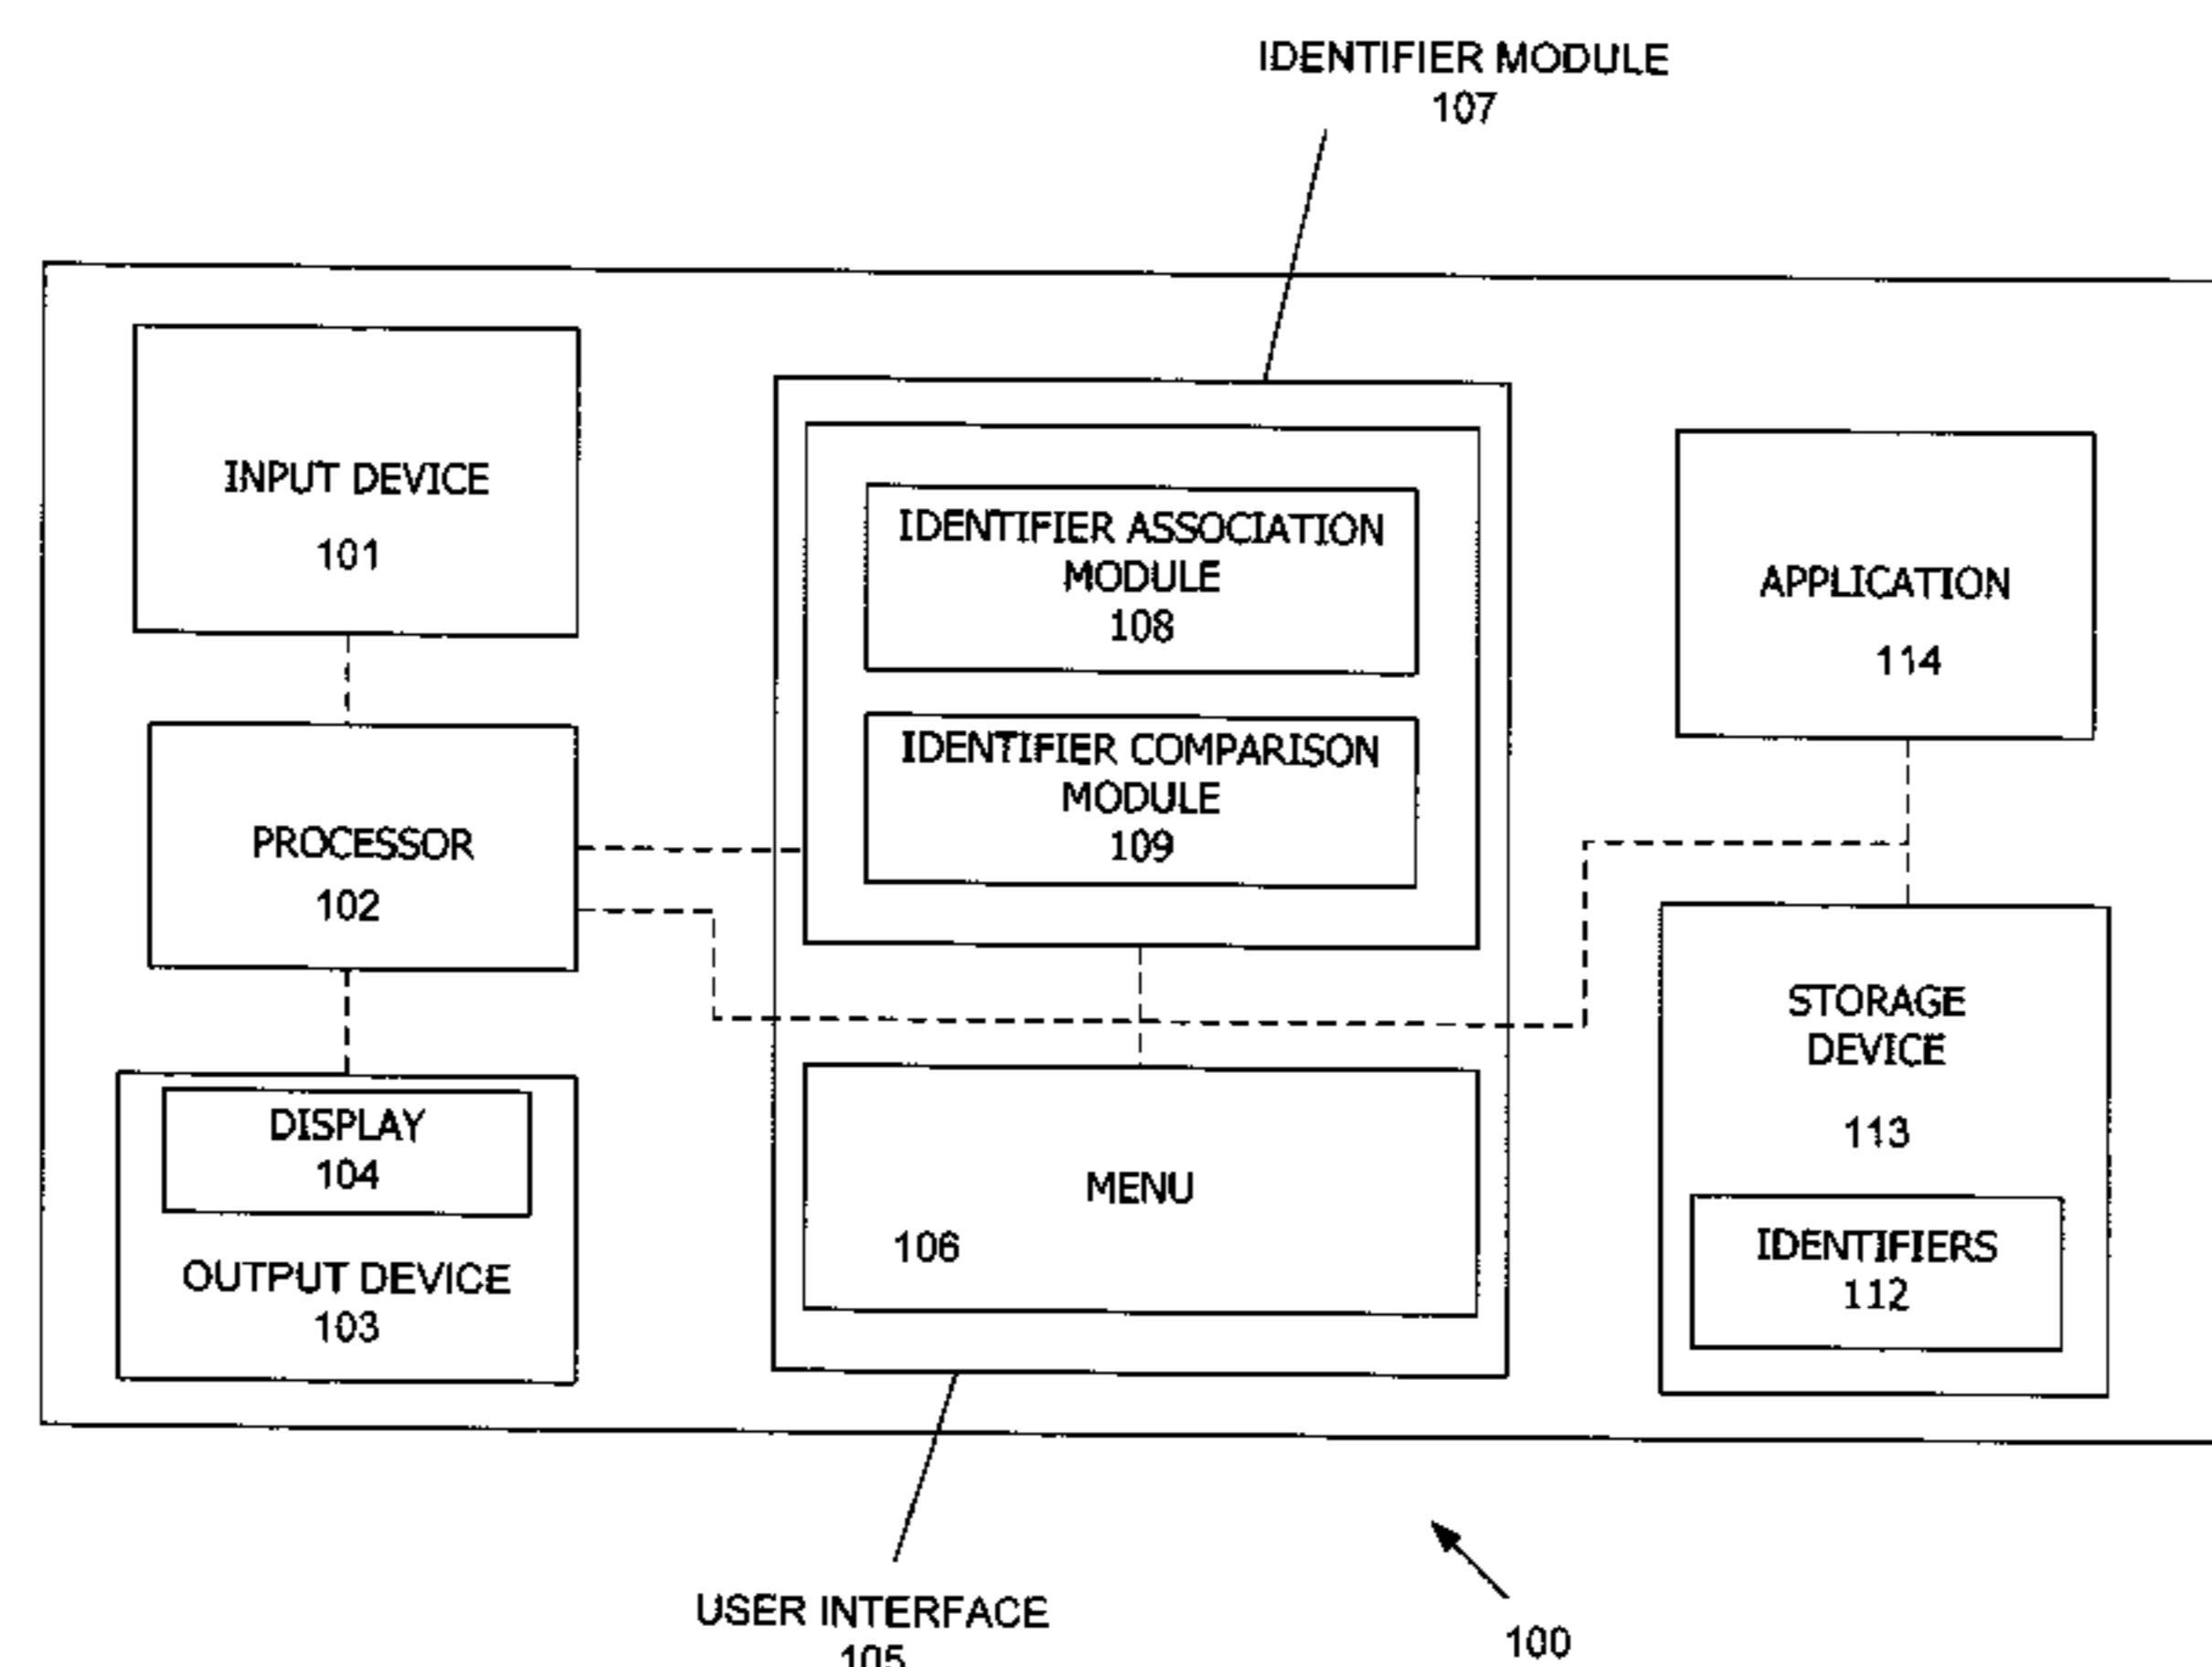 IDENTIFIER MODULE
107
INPUT DEVICE
101
IDENTIFIER ASSOCIATION
MODULE
108
APPLICATION
114
IDENTIFIER COMPARISON
MODULE
109
PROCESSOR
102
STORAGE
DEVICE
113
DISPLAY
104
MENU
106
IDENTIFIERS
112
OUTPUT DEVICE
103
USER INTERFACE
105
100